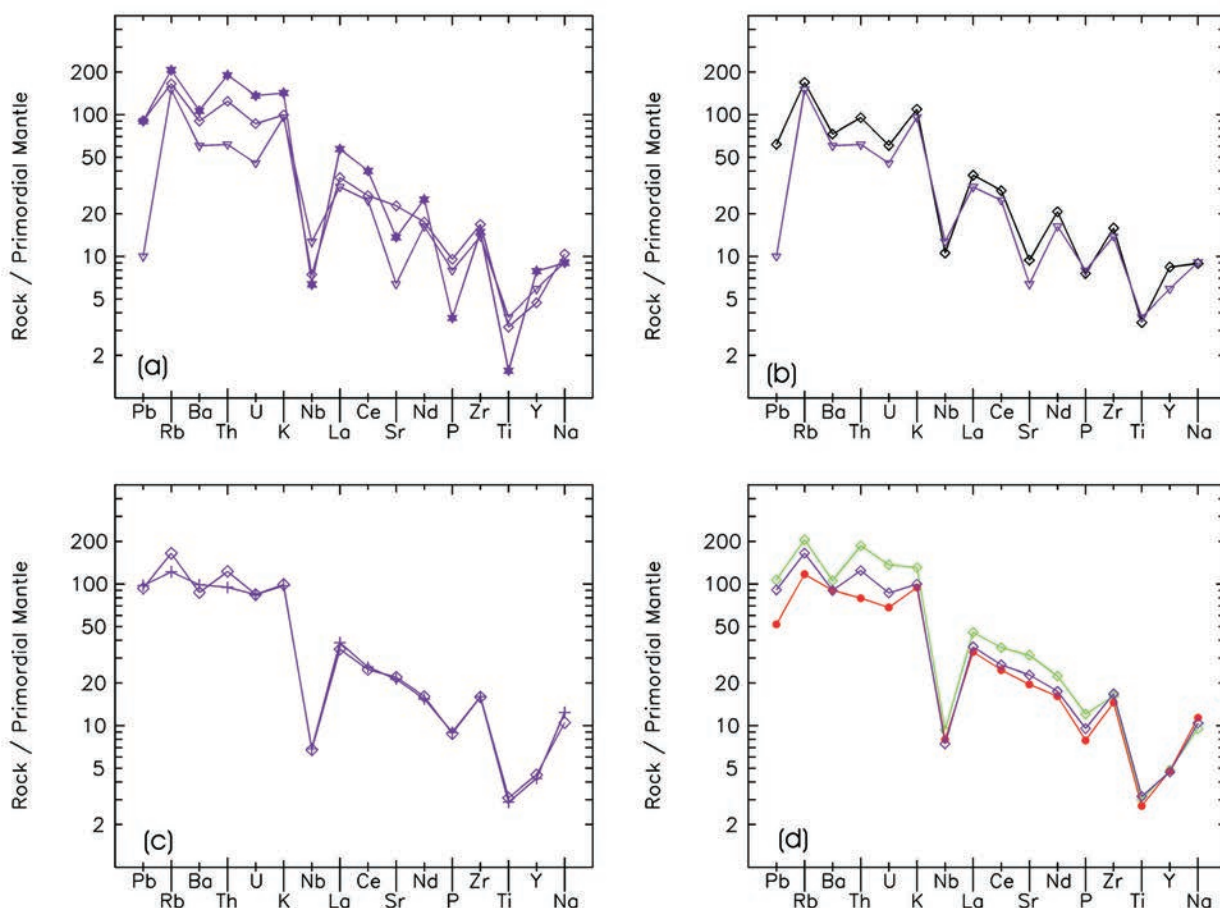 200
100
50
20
10
5
2
Rock / Primordial Mantle
(a)
Pb Ba U Nb Ce Nd Zr Y
Rb Th K La Sr P Ti Na
200
100
50
20
10
5
2
Rock / Primordial Mantle
(b)
Pb Ba U Nb Ce Nd Zr Y
Rb Th K La Sr P Ti Na
200
100
50
20
10
5
2
Rock / Primordial Mantle
(c)
Pb Ba U Nb Ce Nd Zr Y
Rb Th K La Sr P Ti Na
200
100
50
20
10
5
2
Rock / Primordial Mantle
(d)
Pb Ba U Nb Ce Nd Zr Y
Rb Th K La Sr P Ti Na